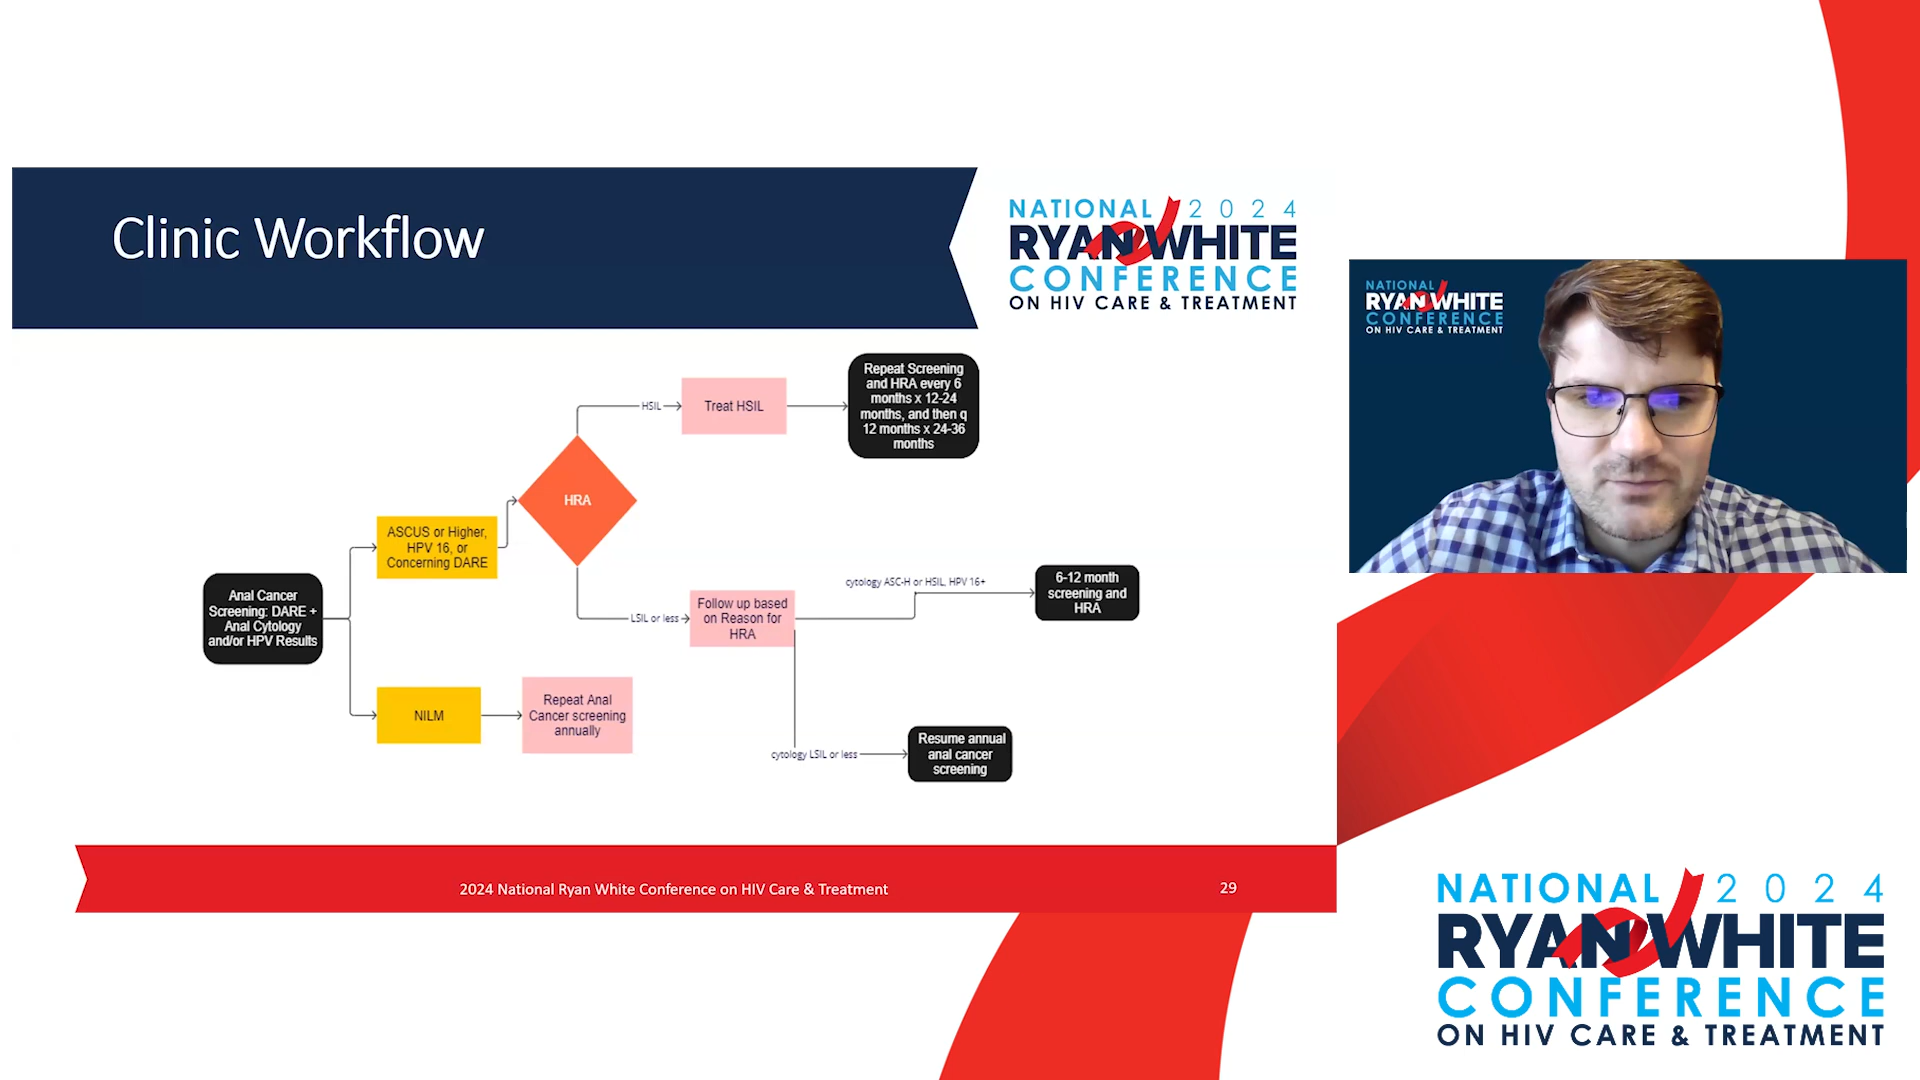 Clinic Workflow
NATIONAL 2024
RYAN WHITE
CONFERENCE
ON HIV CARE & TREATMENT
Anal Cancer
Screening: DARE +
Anal Cytology
and/or HPV Results
ASCUS or Higher,
HPV 16, or
Concerning DARE
NILM
Repeat Anal
Cancer screening
annually
HRA
HSIL
Treat HSIL
Repeat Screening
and HRA every 6
months x 12-24
months, and then q
12 months x 24-36
months
LSIL or less
Follow up based
on Reason for
HRA
cytology ASC-H or HSIL, HPV 16+
6-12 month
screening and
HRA
cytology LSIL or less
Resume annual
anal cancer
screening
2024 National Ryan White Conference on HIV Care & Treatment
29
NATIONAL
RYAN WHITE
CONFERENCE
ON HIV CARE & TREATMENT
NATIONAL 2024
RYAN WHITE
CONFERENCE
ON HIV CARE & TREATMENT